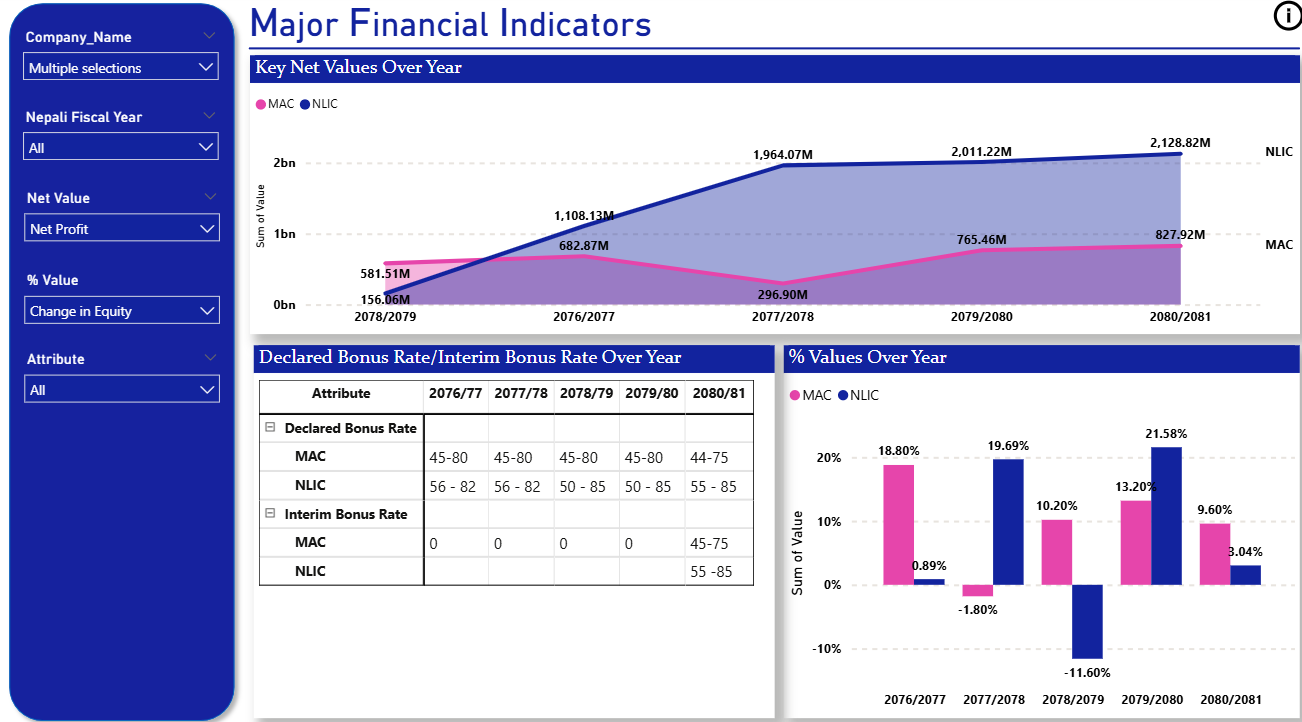 Major Financial Indicators
Company_Name
Multiple selections
Nepali Fiscal Year
All
Net Value
Net Profit
% Value
Change in Equity
Attribute
All
Key Net Values Over Year
MAC NLIC
Sum of Value
2bn
1bn
0bn
581.51M
156.06M
1,108.13M
682.87M
1,964.07M
296.90M
2,011.22M
765.46M
2,128.82M
827.92M
NLIC
MAC
2078/2079 2076/2077 2077/2078 2079/2080 2080/2081
Declared Bonus Rate/Interim Bonus Rate Over Year
Attribute 2076/77 2077/78 2078/79 2079/80 2080/81
Declared Bonus Rate
MAC 45-80 45-80 45-80 45-80 44-75
NLIC 56 - 82 56 - 82 50 - 85 50 - 85 55 - 85
Interim Bonus Rate
MAC 0 0 0 0 45-75
NLIC 55 -85
% Values Over Year
MAC NLIC
Sum of Value
20%
10%
0%
-10%
18.80%
0.89%
-1.80%
19.69%
10.20%
-11.60%
13.20%
21.58%
9.60%
3.04%
2076/2077 2077/2078 2078/2079 2079/2080 2080/2081